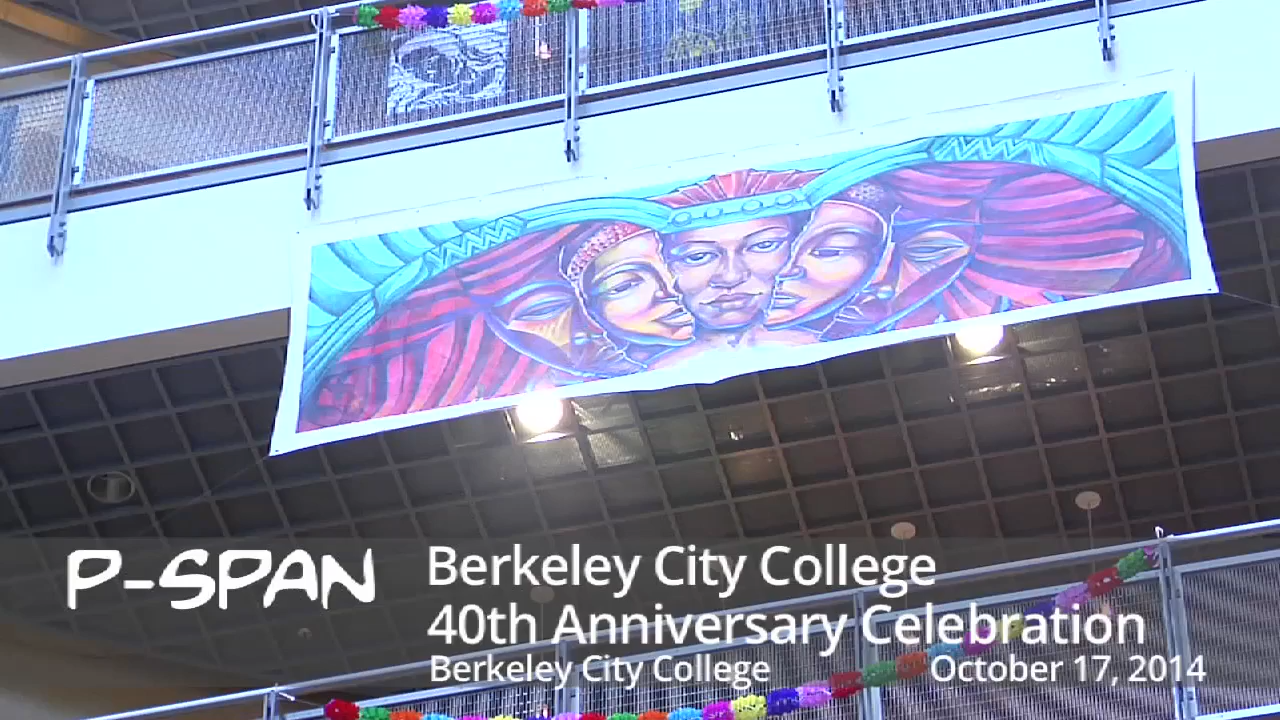 P-SPAN
Berkeley City College
40th Anniversary Celebration
Berkeley City College
October 17, 2014